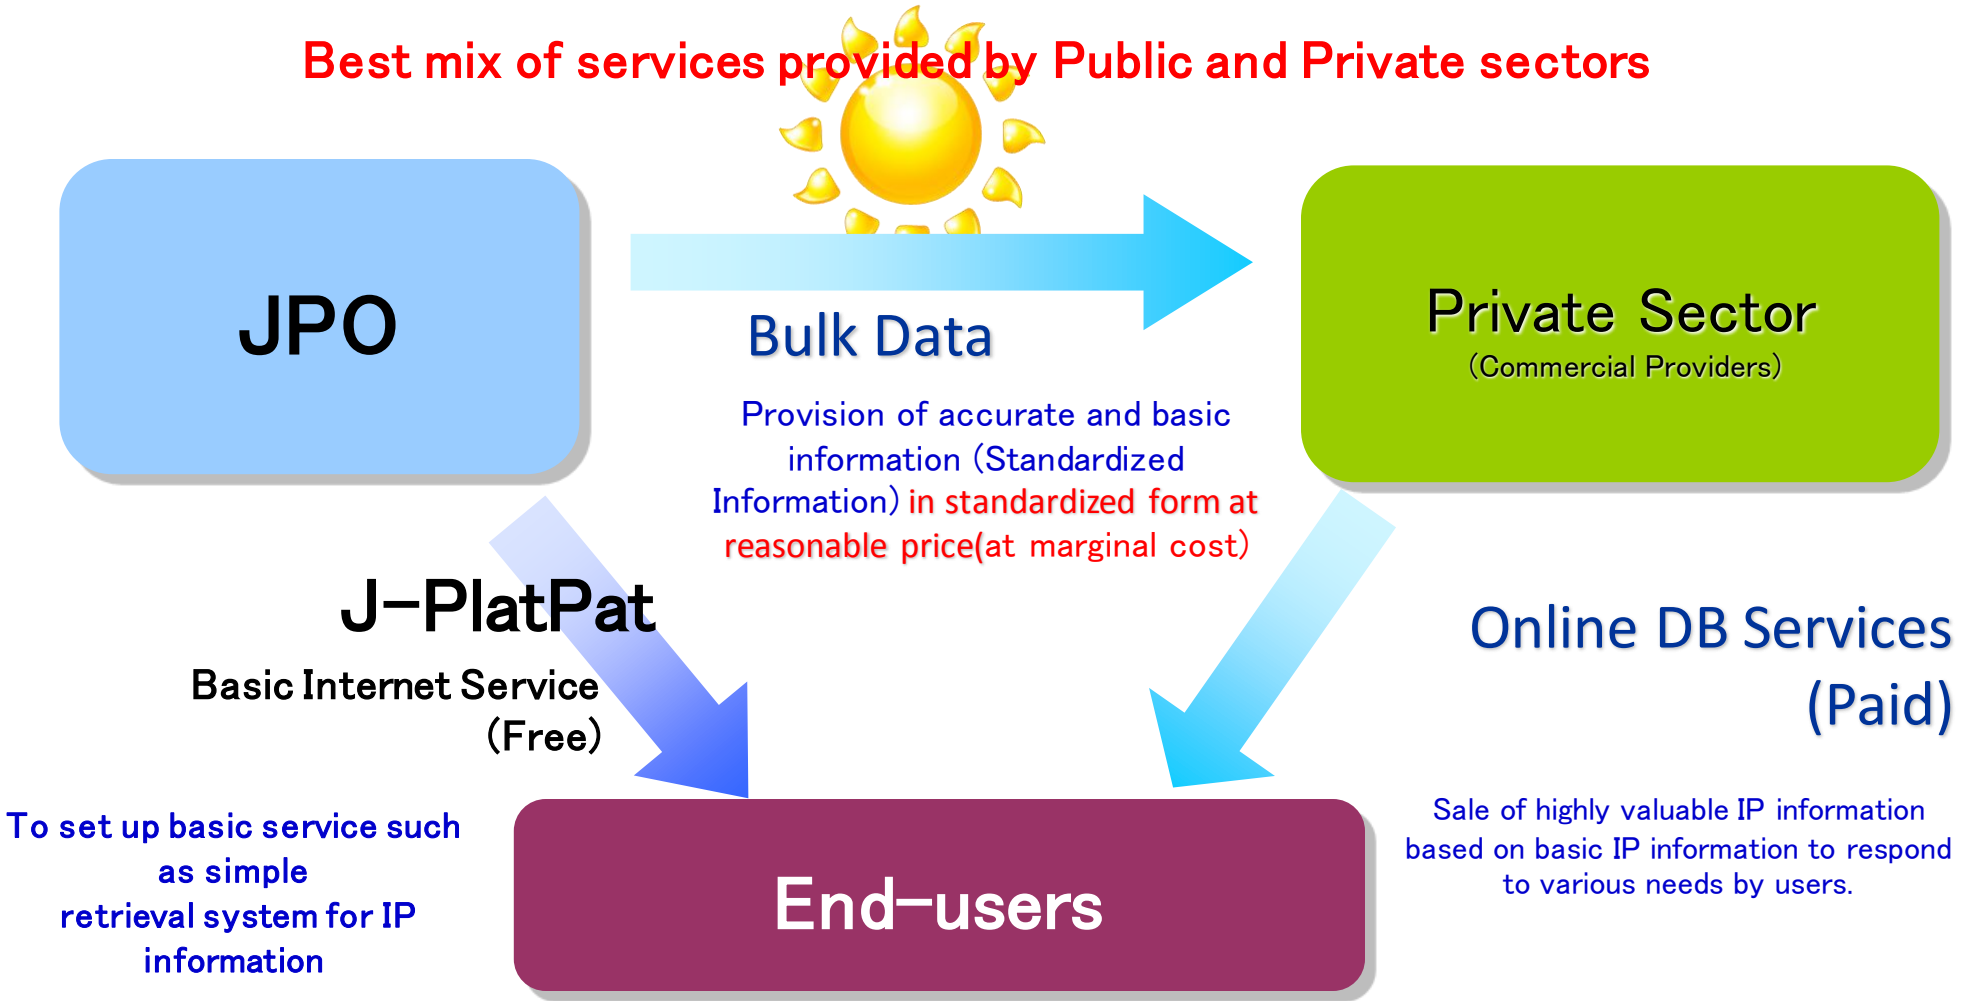 Best mix of services provided by Public and Private sectors
JPO
Private Sector
(Commercial Providers)
Bulk Data
Provision of accurate and basic
information (Standardized
Information) in standardized form at
reasonable price(at marginal cost)
J-PlatPat
Basic Internet Service
(Free)
Online DB Services
(Paid)
To set up basic service such
as simple
retrieval system for IP
information
Sale of highly valuable IP information
based on basic IP information to respond
to various needs by users.
End-users